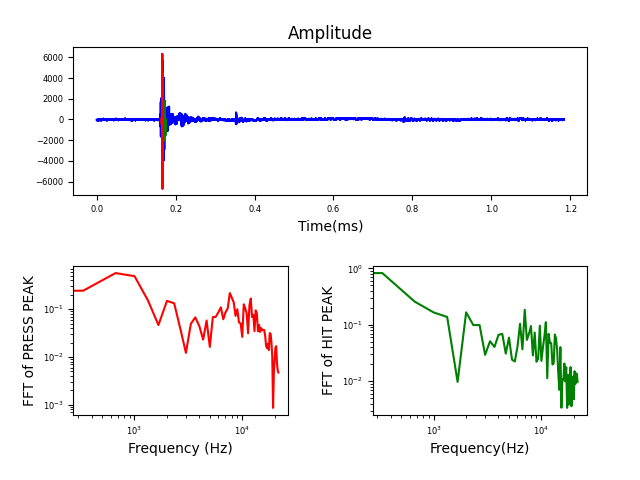 Amplitude
6000
4000
2000
0
−2000
−4000
−6000
0.0 0.2 0.4 0.6 0.8 1.0 1.2
Time(ms)
FFT of PRESS PEAK
10⁻¹
10⁻²
10⁻³
10³ 10⁴
Frequency (Hz)
FFT of HIT PEAK
10⁰
10⁻¹
10⁻²
10³ 10⁴
Frequency(Hz)